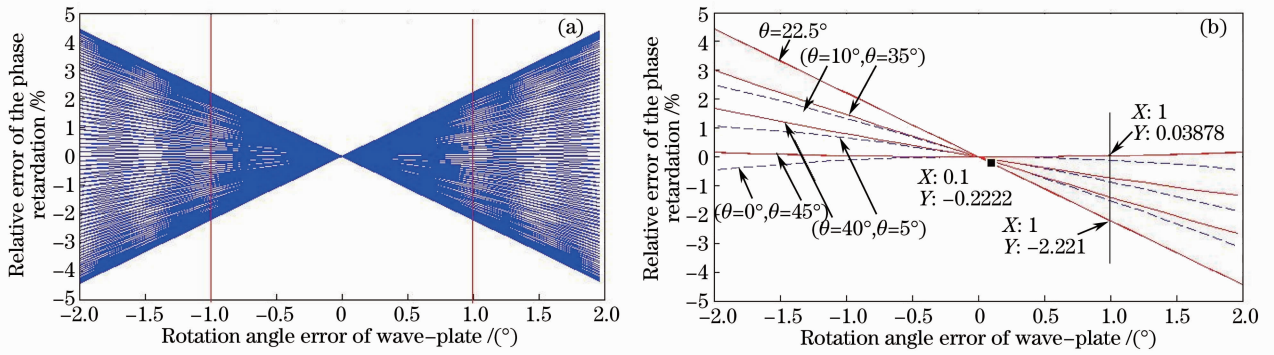 (a)
Relative error of the phase
retardation /%
5
4
3
2
1
0
−1
−2
−3
−4
−5
−2.0 −1.5 −1.0 −0.5 0 0.5 1.0 1.5 2.0
Rotation angle error of wave−plate /(°)
(b)
Relative error of the phase
retardation /%
5
4
3
2
1
0
−1
−2
−3
−4
−5
θ=22.5°
(θ=10°,θ=35°)
X: 1
Y: 0.03878
X: 0.1
Y: −0.2222
(θ=0°,θ=45°)
(θ=40°,θ=5°)
X: 1
Y: −2.221
−2.0 −1.5 −1.0 −0.5 0 0.5 1.0 1.5 2.0
Rotation angle error of wave−plate /(°)